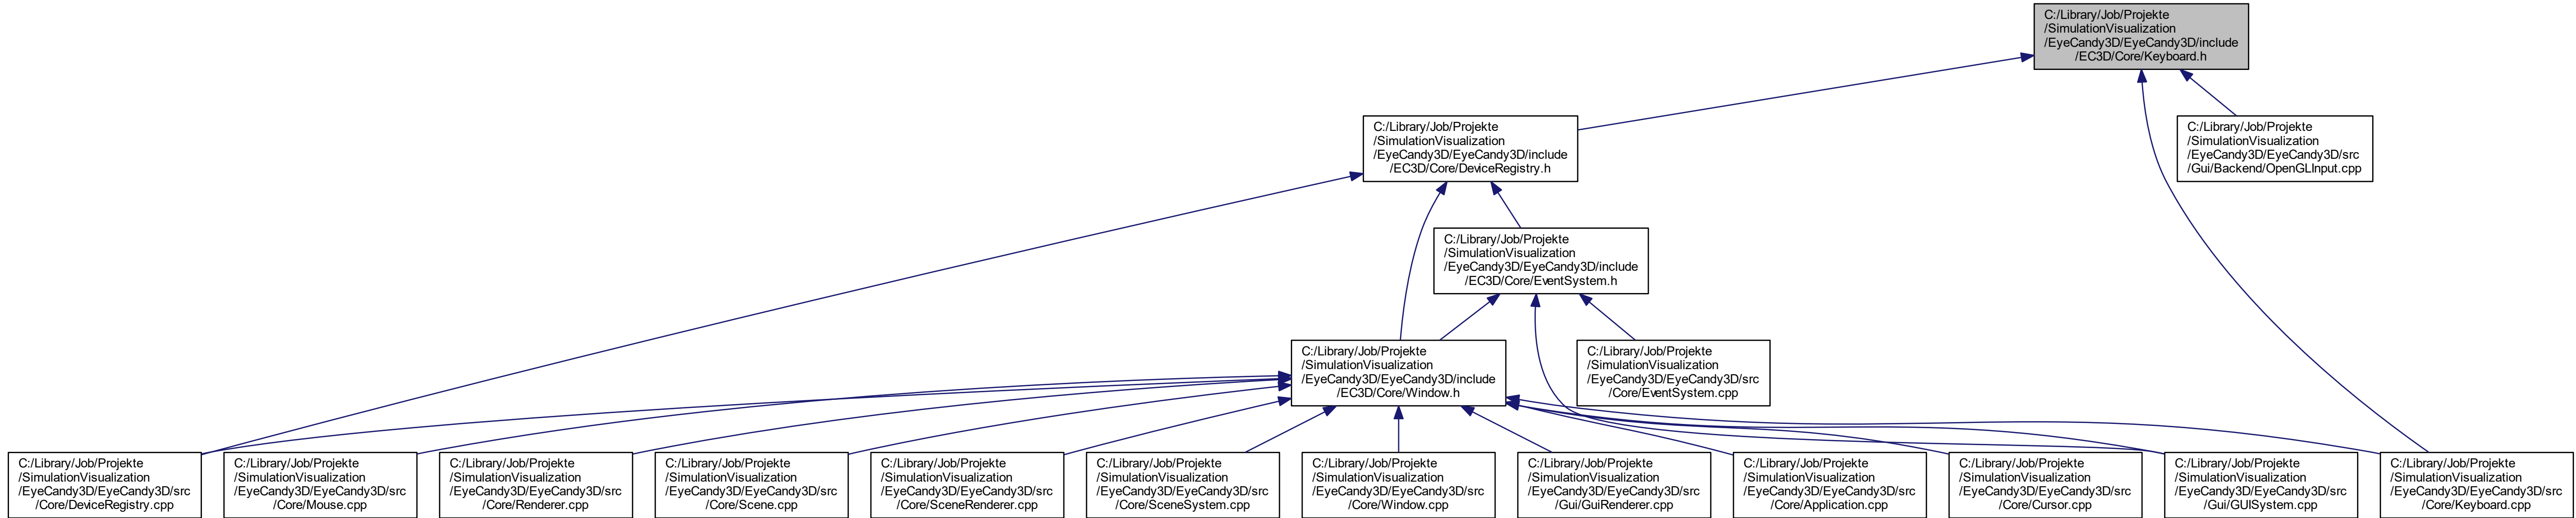 C:/Library/Job/Projekte
/SimulationVisualization
/EyeCandy3D/EyeCandy3D/include
/EC3D/Core/Keyboard.h
C:/Library/Job/Projekte
/SimulationVisualization
/EyeCandy3D/EyeCandy3D/include
/EC3D/Core/DeviceRegistry.h
C:/Library/Job/Projekte
/SimulationVisualization
/EyeCandy3D/EyeCandy3D/src
/Gui/Backend/OpenGLInput.cpp
C:/Library/Job/Projekte
/SimulationVisualization
/EyeCandy3D/EyeCandy3D/include
/EC3D/Core/EventSystem.h
C:/Library/Job/Projekte
/SimulationVisualization
/EyeCandy3D/EyeCandy3D/include
/EC3D/Core/Window.h
C:/Library/Job/Projekte
/SimulationVisualization
/EyeCandy3D/EyeCandy3D/src
/Core/EventSystem.cpp
C:/Library/Job/Projekte
/SimulationVisualization
/EyeCandy3D/EyeCandy3D/src
/Core/DeviceRegistry.cpp
C:/Library/Job/Projekte
/SimulationVisualization
/EyeCandy3D/EyeCandy3D/src
/Core/Mouse.cpp
C:/Library/Job/Projekte
/SimulationVisualization
/EyeCandy3D/EyeCandy3D/src
/Core/Renderer.cpp
C:/Library/Job/Projekte
/SimulationVisualization
/EyeCandy3D/EyeCandy3D/src
/Core/Scene.cpp
C:/Library/Job/Projekte
/SimulationVisualization
/EyeCandy3D/EyeCandy3D/src
/Core/SceneRenderer.cpp
C:/Library/Job/Projekte
/SimulationVisualization
/EyeCandy3D/EyeCandy3D/src
/Core/SceneSystem.cpp
C:/Library/Job/Projekte
/SimulationVisualization
/EyeCandy3D/EyeCandy3D/src
/Core/Window.cpp
C:/Library/Job/Projekte
/SimulationVisualization
/EyeCandy3D/EyeCandy3D/src
/Gui/GuiRenderer.cpp
C:/Library/Job/Projekte
/SimulationVisualization
/EyeCandy3D/EyeCandy3D/src
/Core/Application.cpp
C:/Library/Job/Projekte
/SimulationVisualization
/EyeCandy3D/EyeCandy3D/src
/Core/Cursor.cpp
C:/Library/Job/Projekte
/SimulationVisualization
/EyeCandy3D/EyeCandy3D/src
/Gui/GUISystem.cpp
C:/Library/Job/Projekte
/SimulationVisualization
/EyeCandy3D/EyeCandy3D/src
/Core/Keyboard.cpp